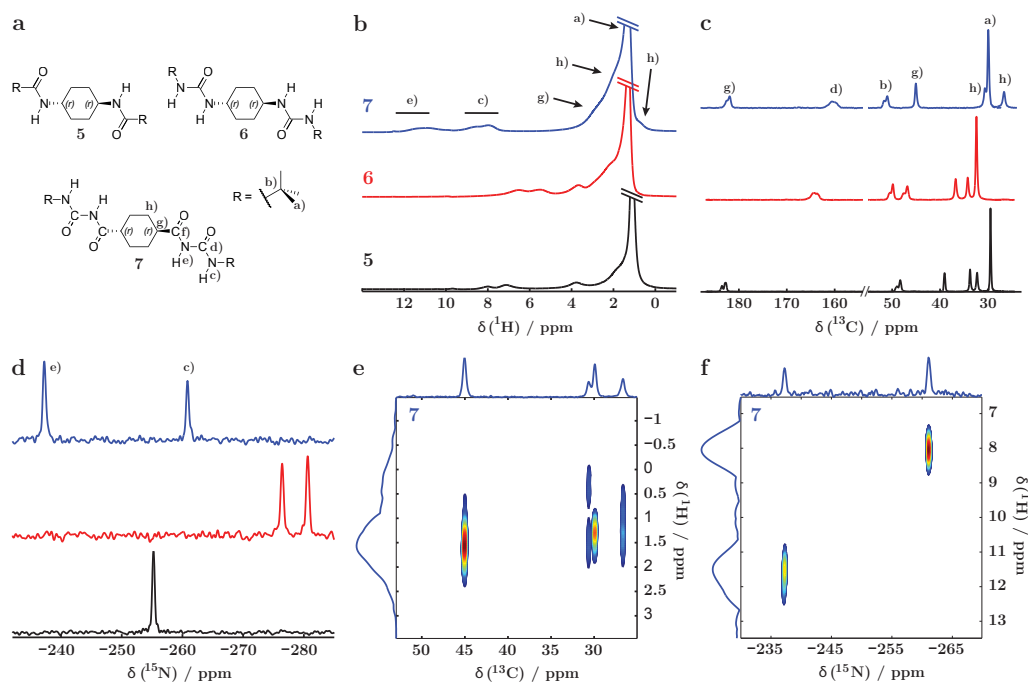 a
R
O
C
N
H
(r)
(r)
H
N
C
O
R
5
H
R
N
C
O
N
H
(r)
(r)
H
N
C
O
N
H
R
6
H
R
N
C
O
H
N
C
O
h)
g)
(r)
(r)
O
C f)
N
H e)
O
C d)
N
H c)
R
7
R =
b)
a)
b
a)
h)
h)
g)
e)
c)
7
6
5
12 10 8 6 4 2 0
δ (¹H) / ppm
c
a)
g)
d)
b)
g)
h)
h)
180 170 160 50 40 30
δ (¹³C) / ppm
d
e)
c)
−240 −250 −260 −270 −280
δ (¹⁵N) / ppm
e
7
−1
−0.5
0
0.5
1.0
1.5
2
2.5
3
δ (¹H) / ppm
50 45 40 35 30
δ (¹³C) / ppm
f
7
7
8
9
10
11
12
13
δ (¹H) / ppm
−235 −245 −255 −265
δ (¹⁵N) / ppm